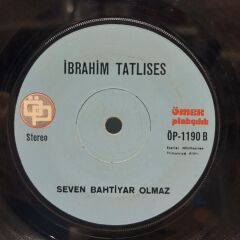 İBRAHİM TATLISES
ÖP
Stereo
ÖMER
plakçılık
ÖP-1190 B
SEVEN BAHTİYAR OLMAZ